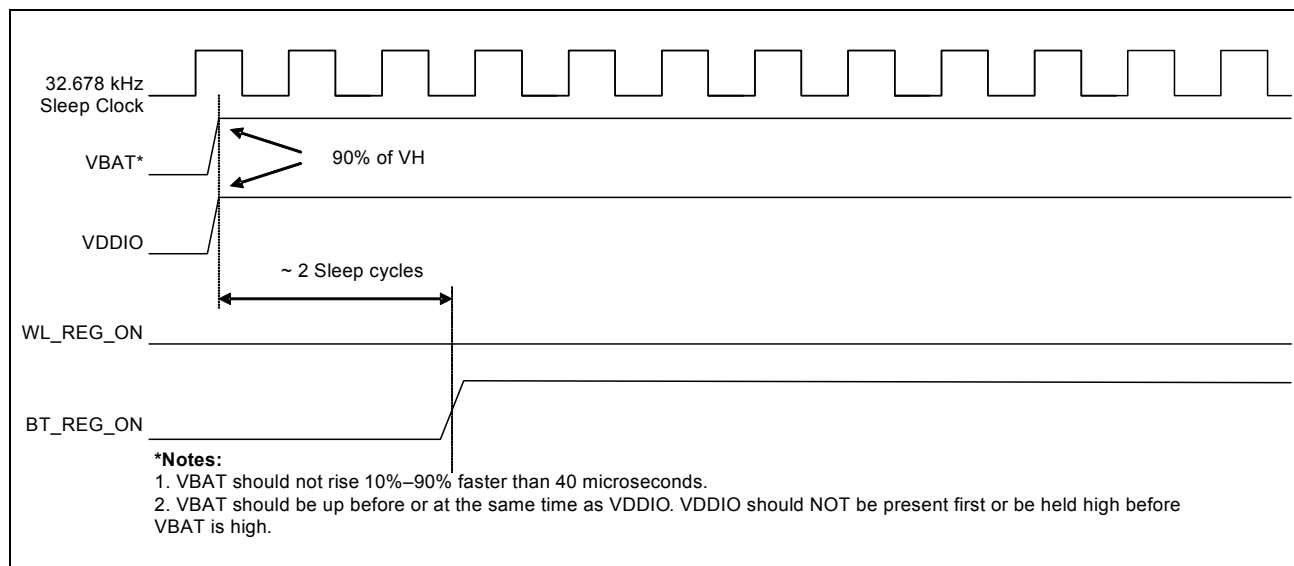 32.678 kHz
Sleep Clock
90% of VH
VBAT*
VDDIO
~ 2 Sleep cycles
WL_REG_ON
BT_REG_ON
*Notes:
1. VBAT should not rise 10%–90% faster than 40 microseconds.
2. VBAT should be up before or at the same time as VDDIO. VDDIO should NOT be present first or be held high before
VBAT is high.